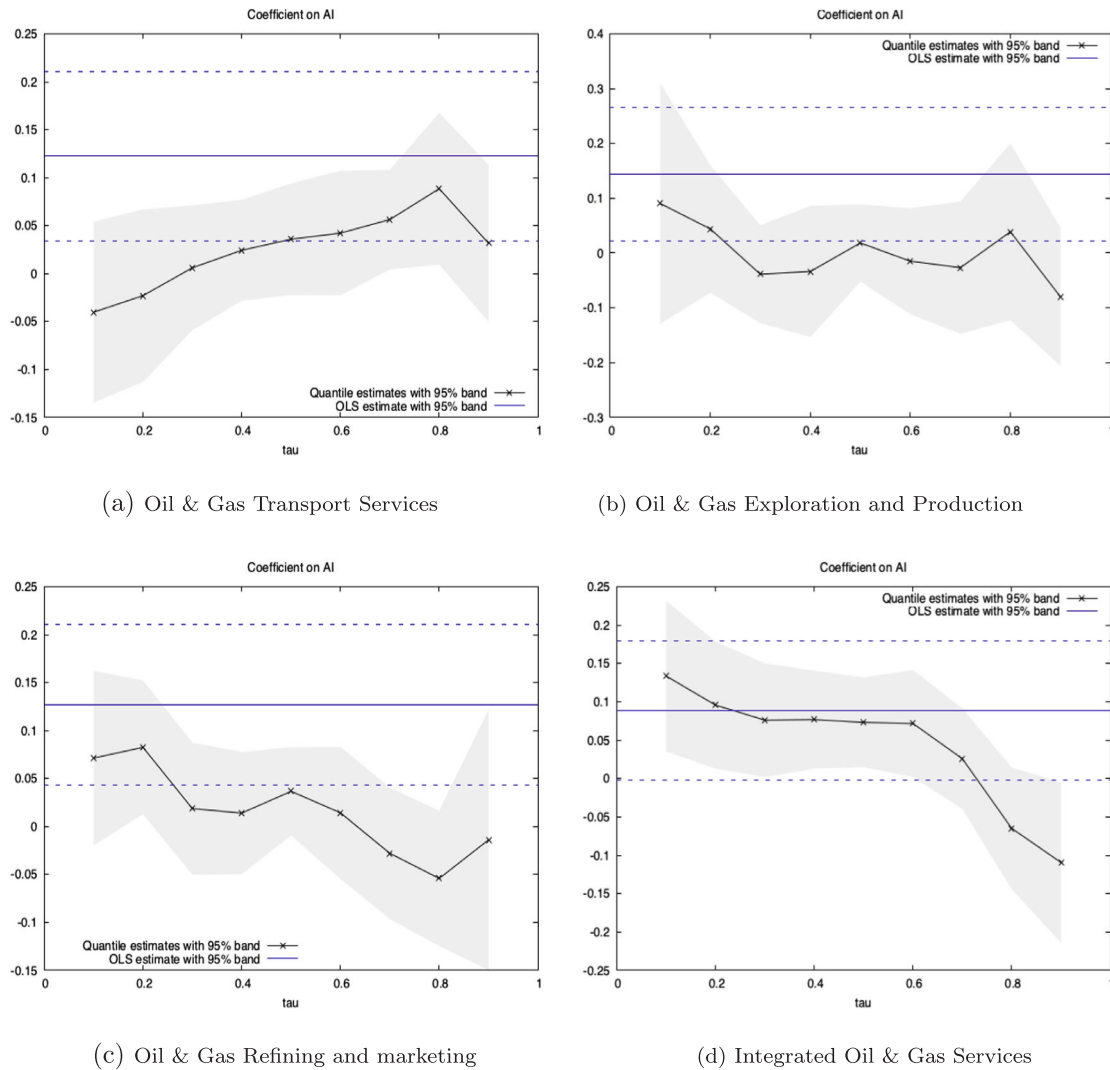 Coefficient on AI
0.25
0.2
0.15
0.1
0.05
0
-0.05
-0.1
-0.15
Quantile estimates with 95% band
OLS estimate with 95% band
0 0.2 0.4 0.6 0.8 1
tau
(a) Oil & Gas Transport Services
Coefficient on AI
0.4
0.3
0.2
0.1
0
-0.1
-0.2
-0.3
Quantile estimates with 95% band
OLS estimate with 95% band
0 0.2 0.4 0.6 0.8 1
tau
(b) Oil & Gas Exploration and Production
Coefficient on AI
0.25
0.2
0.15
0.1
0.05
0
-0.05
-0.1
-0.15
Quantile estimates with 95% band
OLS estimate with 95% band
0 0.2 0.4 0.6 0.8 1
tau
(c) Oil & Gas Refining and marketing
Coefficient on AI
0.25
0.2
0.15
0.1
0.05
0
-0.05
-0.1
-0.15
-0.2
-0.25
Quantile estimates with 95% band
OLS estimate with 95% band
0 0.2 0.4 0.6 0.8 1
tau
(d) Integrated Oil & Gas Services